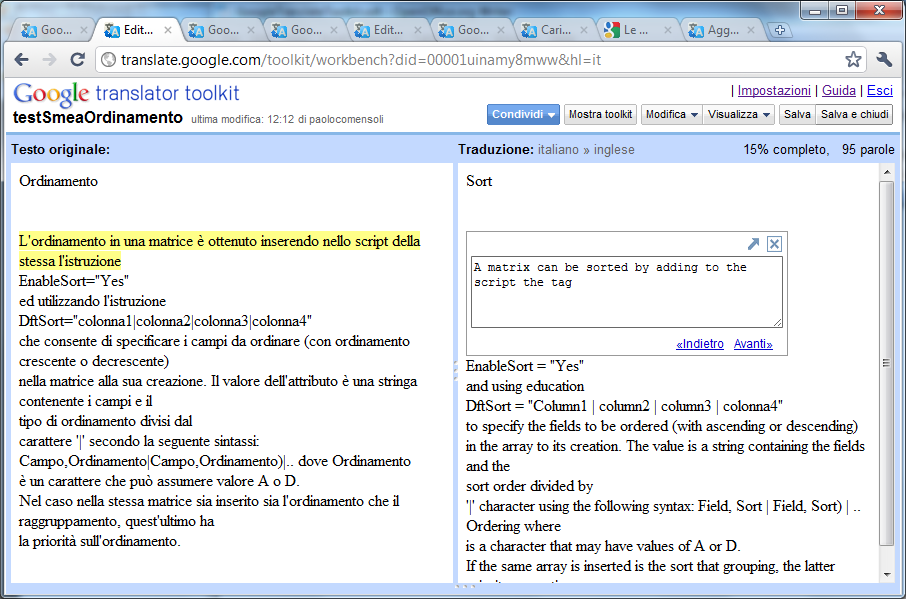 Goo...
Edit...
Goo...
Goo...
Edit...
Goo...
Cari...
Le ...
Agg...
translate.google.com/toolkit/workbench?did=00001uinamy8mww&hl=it
Google translator toolkit
| Impostazioni | Guida | Esci
testSmeaOrdinamento ultima modifica: 12:12 di paolocomensoli
Condividi Mostra toolkit Modifica Visualizza Salva Salva e chiudi
Testo originale:
Traduzione: italiano » inglese 15% completo, 95 parole
Ordinamento
L'ordinamento in una matrice è ottenuto inserendo nello script della
stessa l'istruzione
EnableSort="Yes"
ed utilizzando l'istruzione
DftSort="colonna1|colonna2|colonna3|colonna4"
che consente di specificare i campi da ordinare (con ordinamento
crescente o decrescente)
nella matrice alla sua creazione. Il valore dell'attributo è una stringa
contenente i campi e il
tipo di ordinamento divisi dal
carattere '|' secondo la seguente sintassi:
Campo,Ordinamento|Campo,Ordinamento)|.. dove Ordinamento
è un carattere che può assumere valore A o D.
Nel caso nella stessa matrice sia inserito sia l'ordinamento che il
raggruppamento, quest'ultimo ha
la priorità sull'ordinamento.
Sort
A matrix can be sorted by adding to the
script the tag
«Indietro Avanti»
EnableSort = "Yes"
and using education
DftSort = "Column1 | column2 | column3 | colonna4"
to specify the fields to be ordered (with ascending or descending)
in the array to its creation. The value is a string containing the fields
and the
sort order divided by
'|' character using the following syntax: Field, Sort | Field, Sort) | ..
Ordering where
is a character that may have values of A or D.
If the same array is inserted is the sort that grouping, the latter